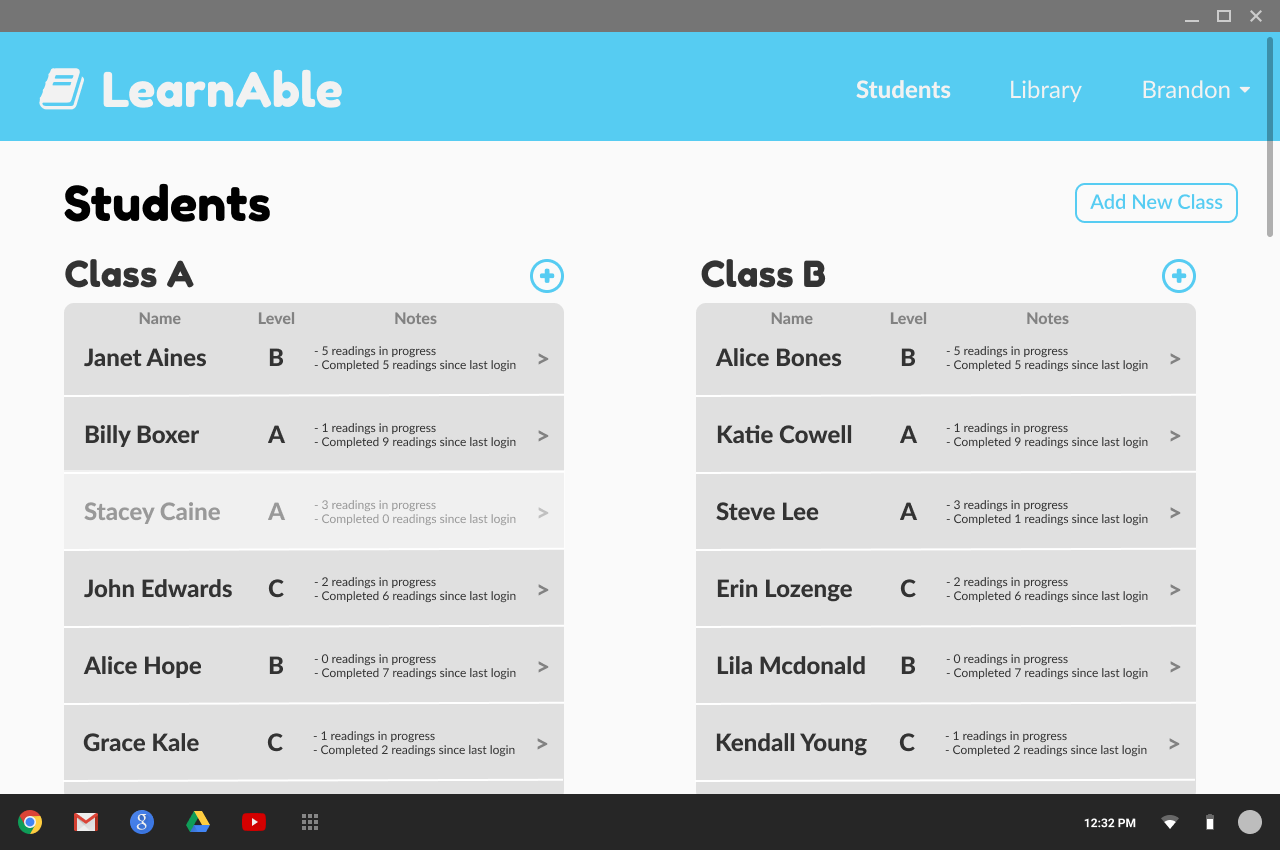 LearnAble
Students
Library
Brandon
Students
Add New Class
Class A
Name Level Notes
Janet Aines B - 5 readings in progress
- Completed 5 readings since last login >
Billy Boxer A - 1 readings in progress
- Completed 9 readings since last login >
Stacey Caine A - 3 readings in progress
- Completed 0 readings since last login >
John Edwards C - 2 readings in progress
- Completed 6 readings since last login >
Alice Hope B - 0 readings in progress
- Completed 7 readings since last login >
Grace Kale C - 1 readings in progress
- Completed 2 readings since last login >
Class B
Name Level Notes
Alice Bones B - 5 readings in progress
- Completed 5 readings since last login >
Katie Cowell A - 1 readings in progress
- Completed 9 readings since last login >
Steve Lee A - 3 readings in progress
- Completed 1 readings since last login >
Erin Lozenge C - 2 readings in progress
- Completed 6 readings since last login >
Lila Mcdonald B - 0 readings in progress
- Completed 7 readings since last login >
Kendall Young C - 1 readings in progress
- Completed 2 readings since last login >
g
12:32 PM